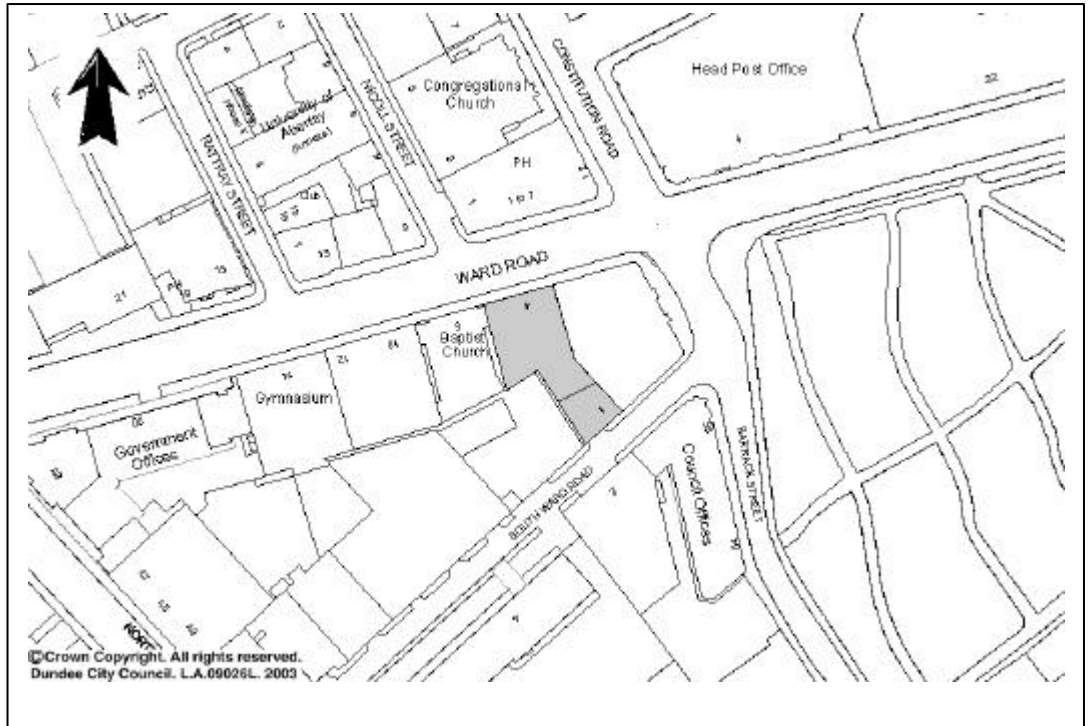 Head Post Office
Congregational
Church
PH
1 to 7
CONSTITUTION ROAD
NICOLL STREET
RATTRAY STREET
University of
Abertay
WARD ROAD
Baptist
Church
Gymnasium
Government
Offices
SOUTH WARD ROAD
Council Offices
BARRACK STREET
NORT
©Crown Copyright. All rights reserved.
Dundee City Council. L.A.09026L. 2003